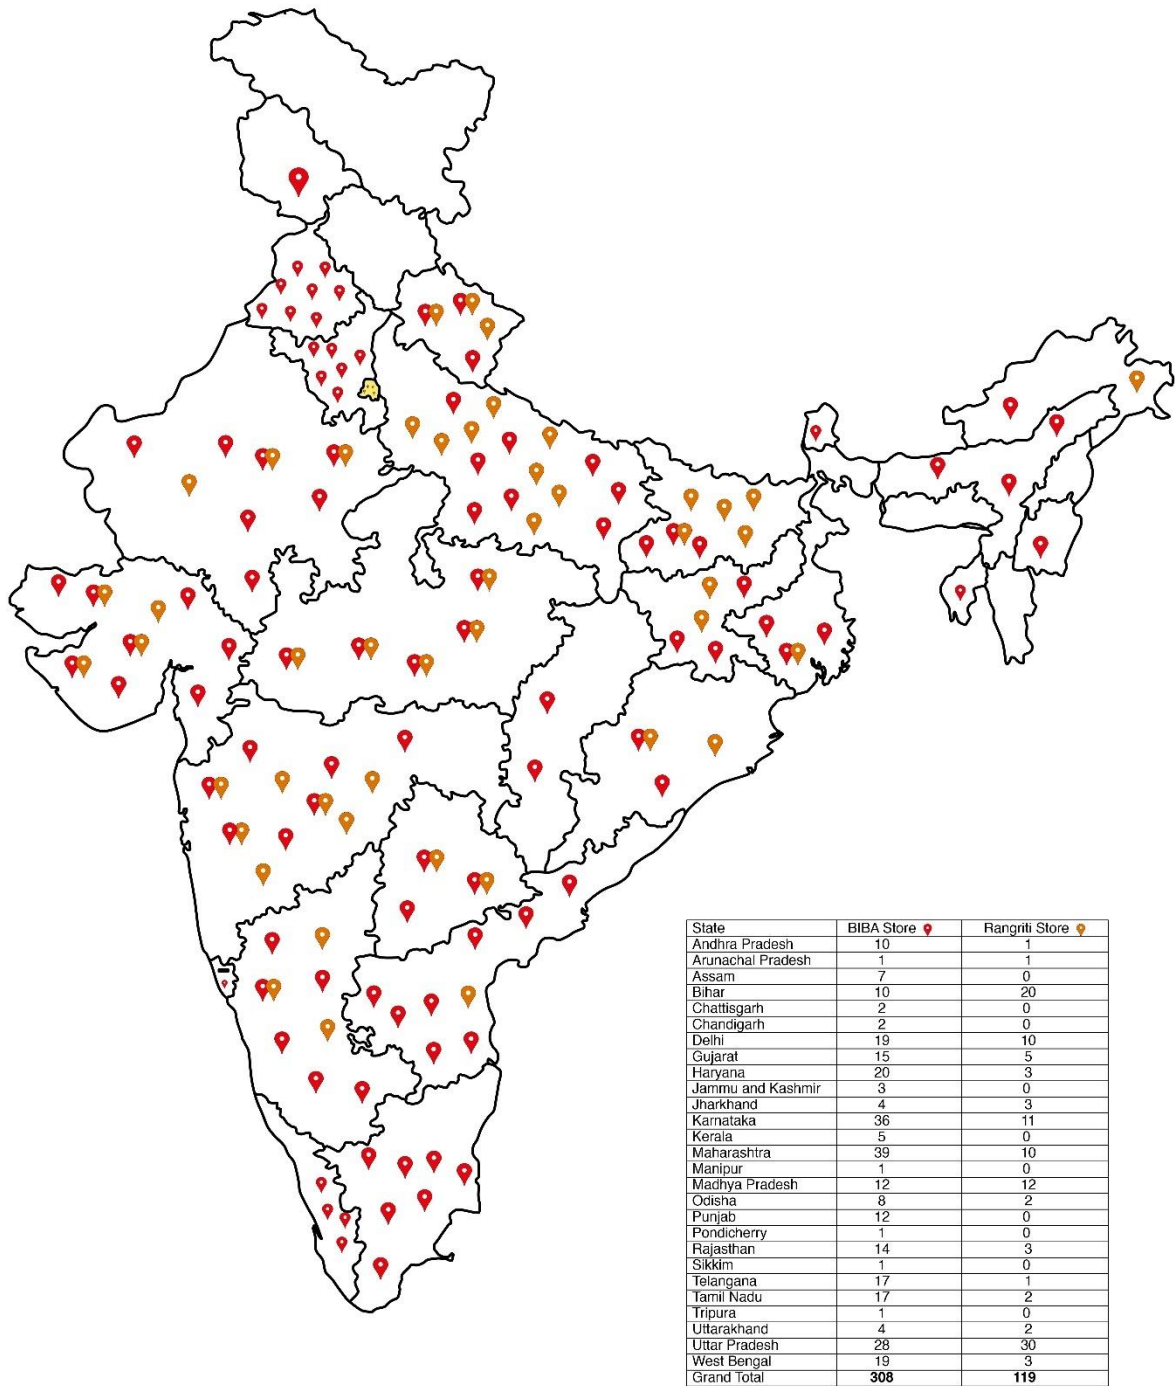 State BIBA Store Rangriti Store
Andhra Pradesh 10 1
Arunachal Pradesh 1 1
Assam 7 0
Bihar 10 20
Chattisgarh 2 0
Chandigarh 2 0
Delhi 19 10
Gujarat 15 5
Haryana 20 3
Jammu and Kashmir 3 0
Jharkhand 4 3
Karnataka 36 11
Kerala 5 0
Maharashtra 39 10
Manipur 1 0
Madhya Pradesh 12 12
Odisha 8 2
Punjab 12 0
Pondicherry 1 0
Rajasthan 14 3
Sikkim 1 0
Telangana 17 1
Tamil Nadu 17 2
Tripura 1 0
Uttarakhand 4 2
Uttar Pradesh 28 30
West Bengal 19 3
Grand Total 308 119